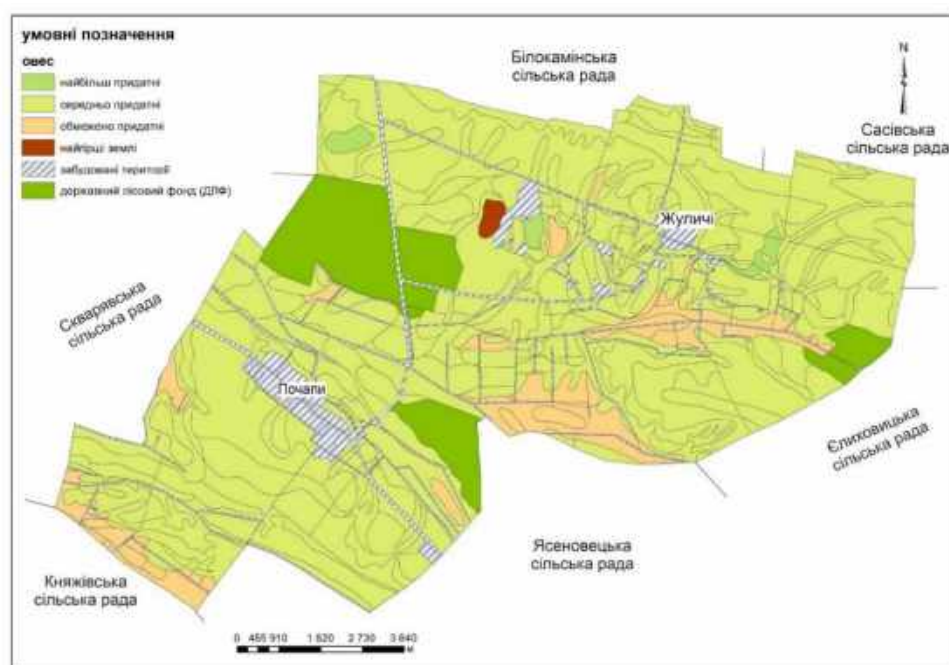 умовні позначення
овес
найбільш придатні
середньо придатні
обмежено придатні
найгірші землі
забудовані території
державний лісовий фонд (ДЛФ)
Білокамінська
сільська рада
N
Сасівська
сільська рада
Жуличі
Скварявська
сільська рада
Почапи
Єлиховицька
сільська рада
Ясеновецька
сільська рада
Княжівська
сільська рада
0 455 910 1 820 2 730 3 640
м